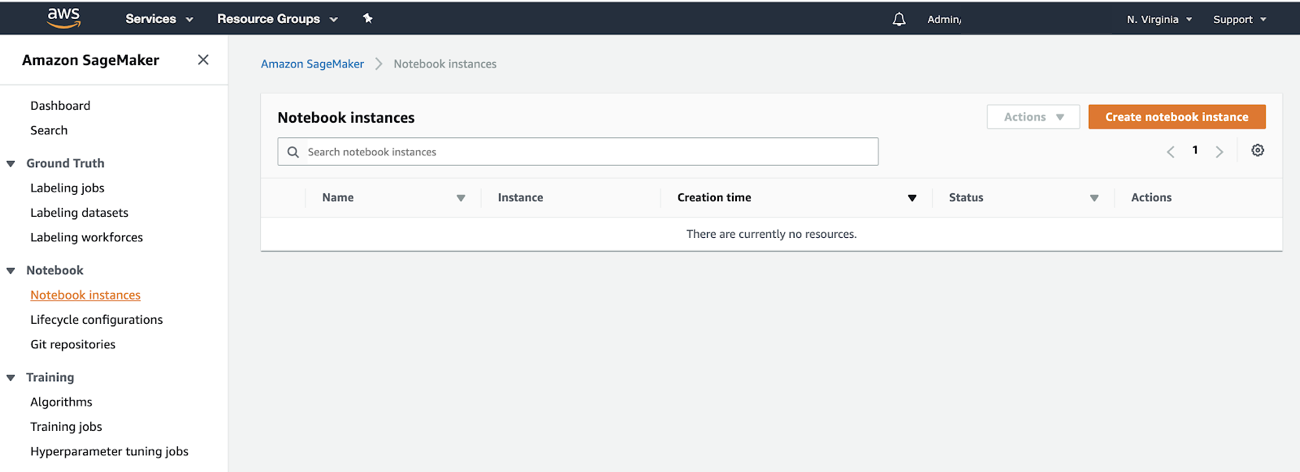 aws Services Resource Groups Admin, N. Virginia Support
Amazon SageMaker
Dashboard
Search
Ground Truth
Labeling jobs
Labeling datasets
Labeling workforces
Notebook
Notebook instances
Lifecycle configurations
Git repositories
Training
Algorithms
Training jobs
Hyperparameter tuning jobs
Amazon SageMaker Notebook instances
Notebook instances Actions Create notebook instance
Search notebook instances 1
Name Instance Creation time Status Actions
There are currently no resources.